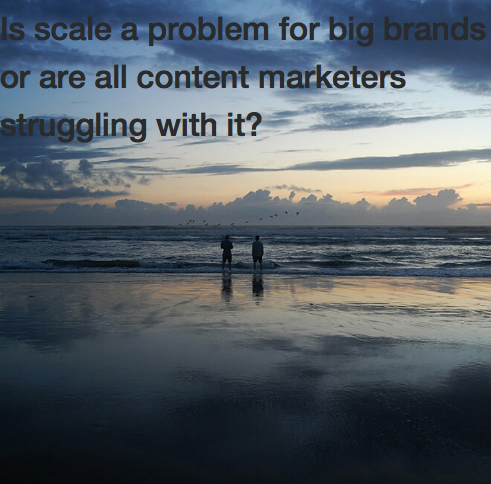 Is scale a problem for big brands
or are all content marketers
struggling with it?